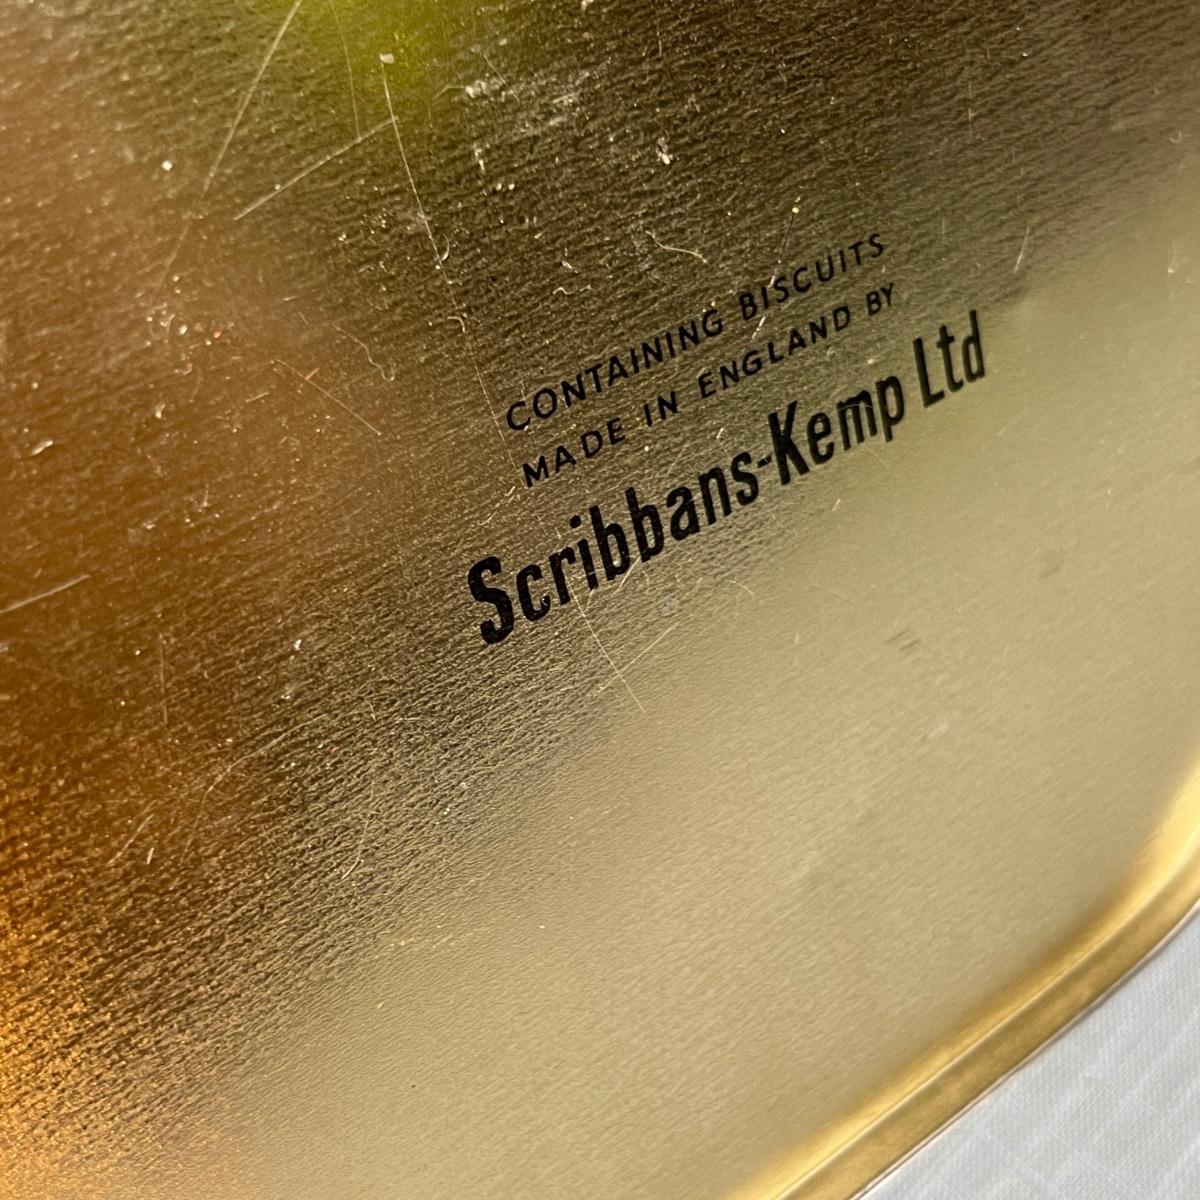 CONTAINING BISCUITS
MADE IN ENGLAND BY
Scribbans-Kemp Ltd